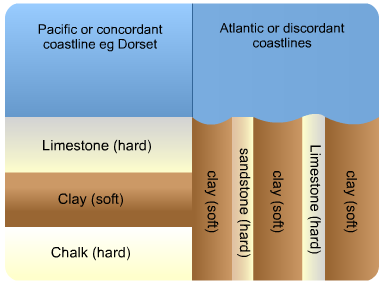 Pacific or concordant
coastline eg Dorset
Atlantic or discordant
coastlines
Limestone (hard)
Clay (soft)
Chalk (hard)
clay (soft)
sandstone (hard)
clay (soft)
Limestone (hard)
clay (soft)